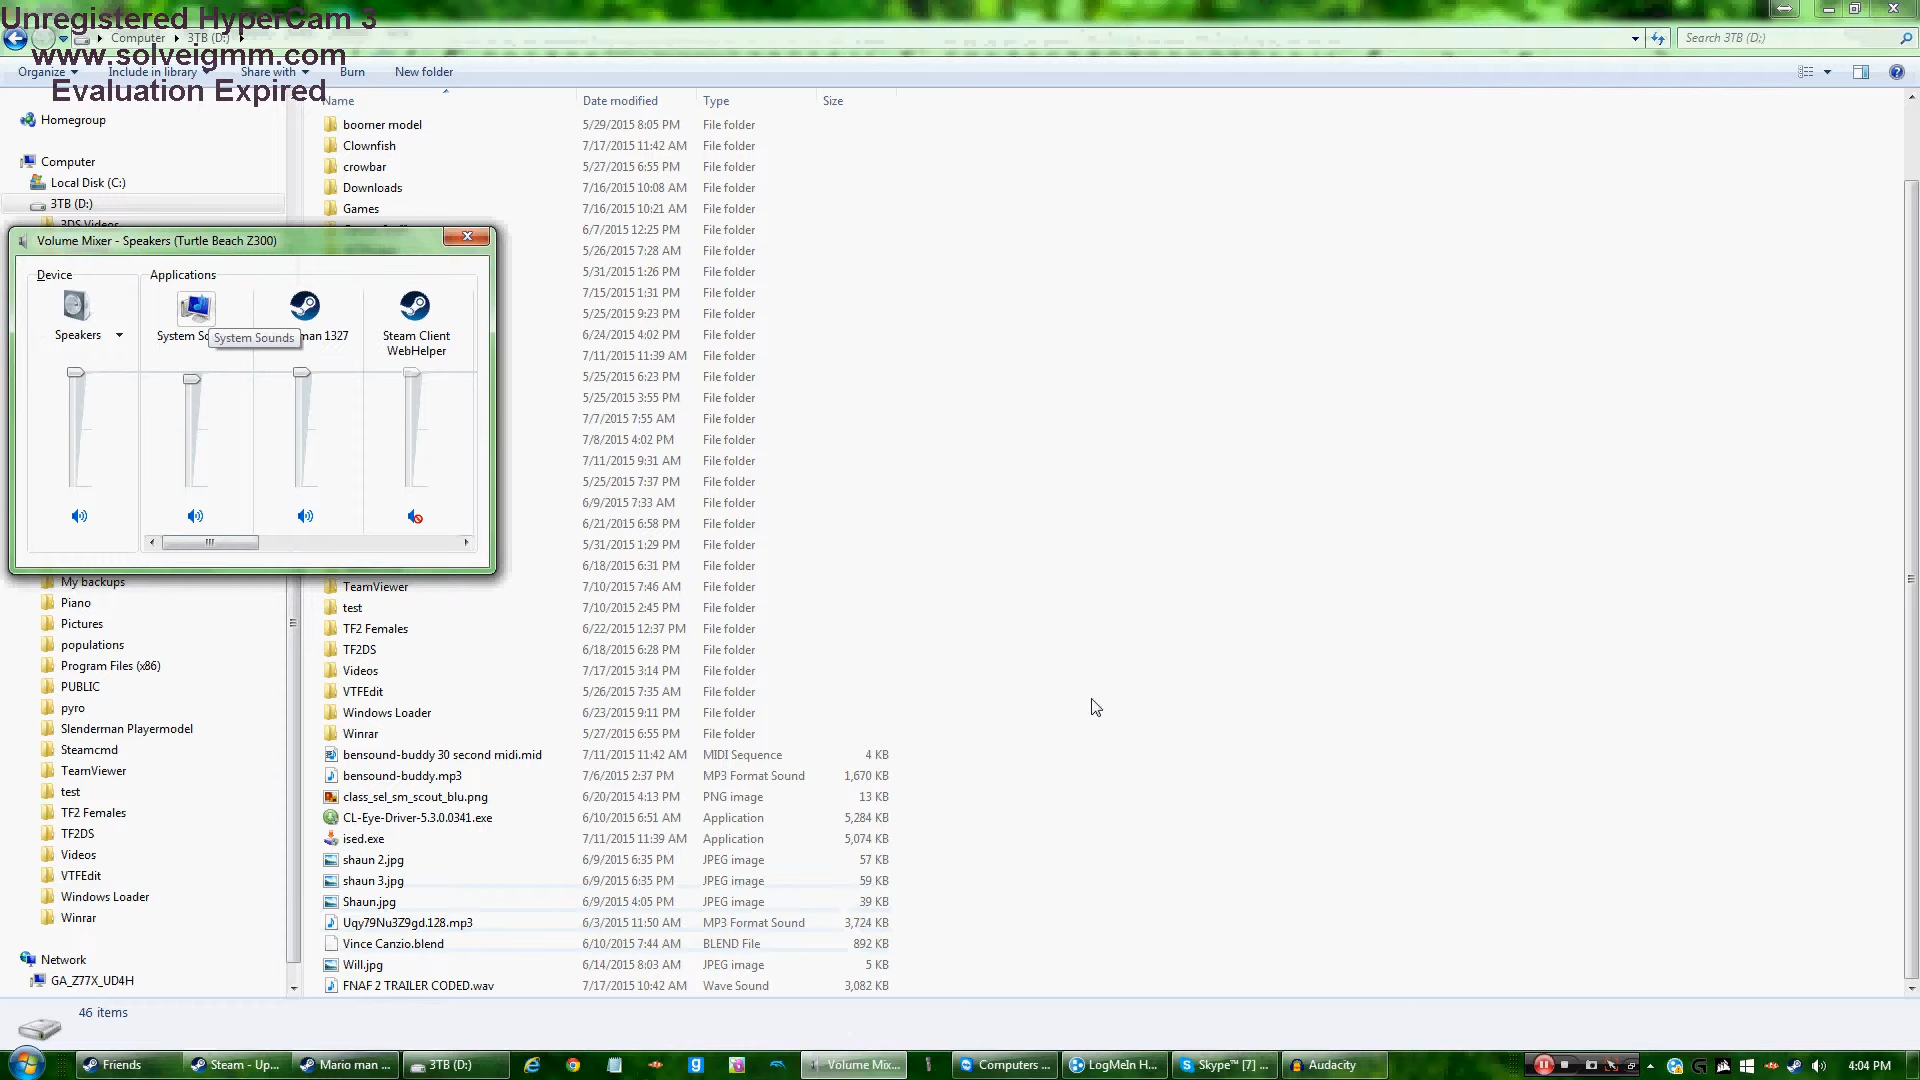 Unregistered HyperCam 3
www.solveigmm.com
Evaluation Expired
Computer 3TB (D:)
Search 3TB (D:)
Organize Include in library Share with Burn New folder
Name Date modified Type Size
Homegroup
Computer
Local Disk (C:)
3TB (D:)
3DS Videos
Volume Mixer - Speakers (Turtle Beach Z300)
Device
Applications
Speakers
System So
System Sounds
man 1327
Steam Client
WebHelper
My backups
Piano
Pictures
populations
Program Files (x86)
PUBLIC
pyro
Slenderman Playermodel
Steamcmd
TeamViewer
test
TF2 Females
TF2DS
Videos
VTFEdit
Windows Loader
Winrar
Network
GA_Z77X_UD4H
boomer model 5/29/2015 8:05 PM File folder
Clownfish 7/17/2015 11:42 AM File folder
crowbar 5/27/2015 6:55 PM File folder
Downloads 7/16/2015 10:08 AM File folder
Games 7/16/2015 10:21 AM File folder
6/7/2015 12:25 PM File folder
5/26/2015 7:28 AM File folder
5/31/2015 1:26 PM File folder
7/15/2015 1:31 PM File folder
5/25/2015 9:23 PM File folder
6/24/2015 4:02 PM File folder
7/11/2015 11:39 AM File folder
5/25/2015 6:23 PM File folder
5/25/2015 3:55 PM File folder
7/7/2015 7:55 AM File folder
7/8/2015 4:02 PM File folder
7/11/2015 9:31 AM File folder
5/25/2015 7:37 PM File folder
6/9/2015 7:33 AM File folder
6/21/2015 6:58 PM File folder
5/31/2015 1:29 PM File folder
6/18/2015 6:31 PM File folder
TeamViewer 7/10/2015 7:46 AM File folder
test 7/10/2015 2:45 PM File folder
TF2 Females 6/22/2015 12:37 PM File folder
TF2DS 6/18/2015 6:28 PM File folder
Videos 7/17/2015 3:14 PM File folder
VTFEdit 5/26/2015 7:35 AM File folder
Windows Loader 6/23/2015 9:11 PM File folder
Winrar 5/27/2015 6:55 PM File folder
bensound-buddy 30 second midi.mid 7/11/2015 11:42 AM MIDI Sequence 4 KB
bensound-buddy.mp3 7/6/2015 2:37 PM MP3 Format Sound 1,670 KB
class_sel_sm_scout_blu.png 6/20/2015 4:13 PM PNG image 13 KB
CL-Eye-Driver-5.3.0.0341.exe 6/10/2015 6:51 AM Application 5,284 KB
ised.exe 7/11/2015 11:39 AM Application 5,074 KB
shaun 2.jpg 6/9/2015 6:35 PM JPEG image 57 KB
shaun 3.jpg 6/9/2015 6:35 PM JPEG image 59 KB
Shaun.jpg 6/9/2015 4:05 PM JPEG image 39 KB
Uqy79Nu3Z9gd.128.mp3 6/3/2015 11:50 AM MP3 Format Sound 3,724 KB
Vince Canzio.blend 6/10/2015 7:44 AM BLEND File 892 KB
Will.jpg 6/14/2015 8:03 AM JPEG image 5 KB
FNAF 2 TRAILER CODED.wav 7/17/2015 10:42 AM Wave Sound 3,082 KB
46 items
Friends Steam - Up... Mario man ... 3TB (D:) Volume Mix... Computers ... LogMeIn H... Skype™ [7] ... Audacity 4:04 PM